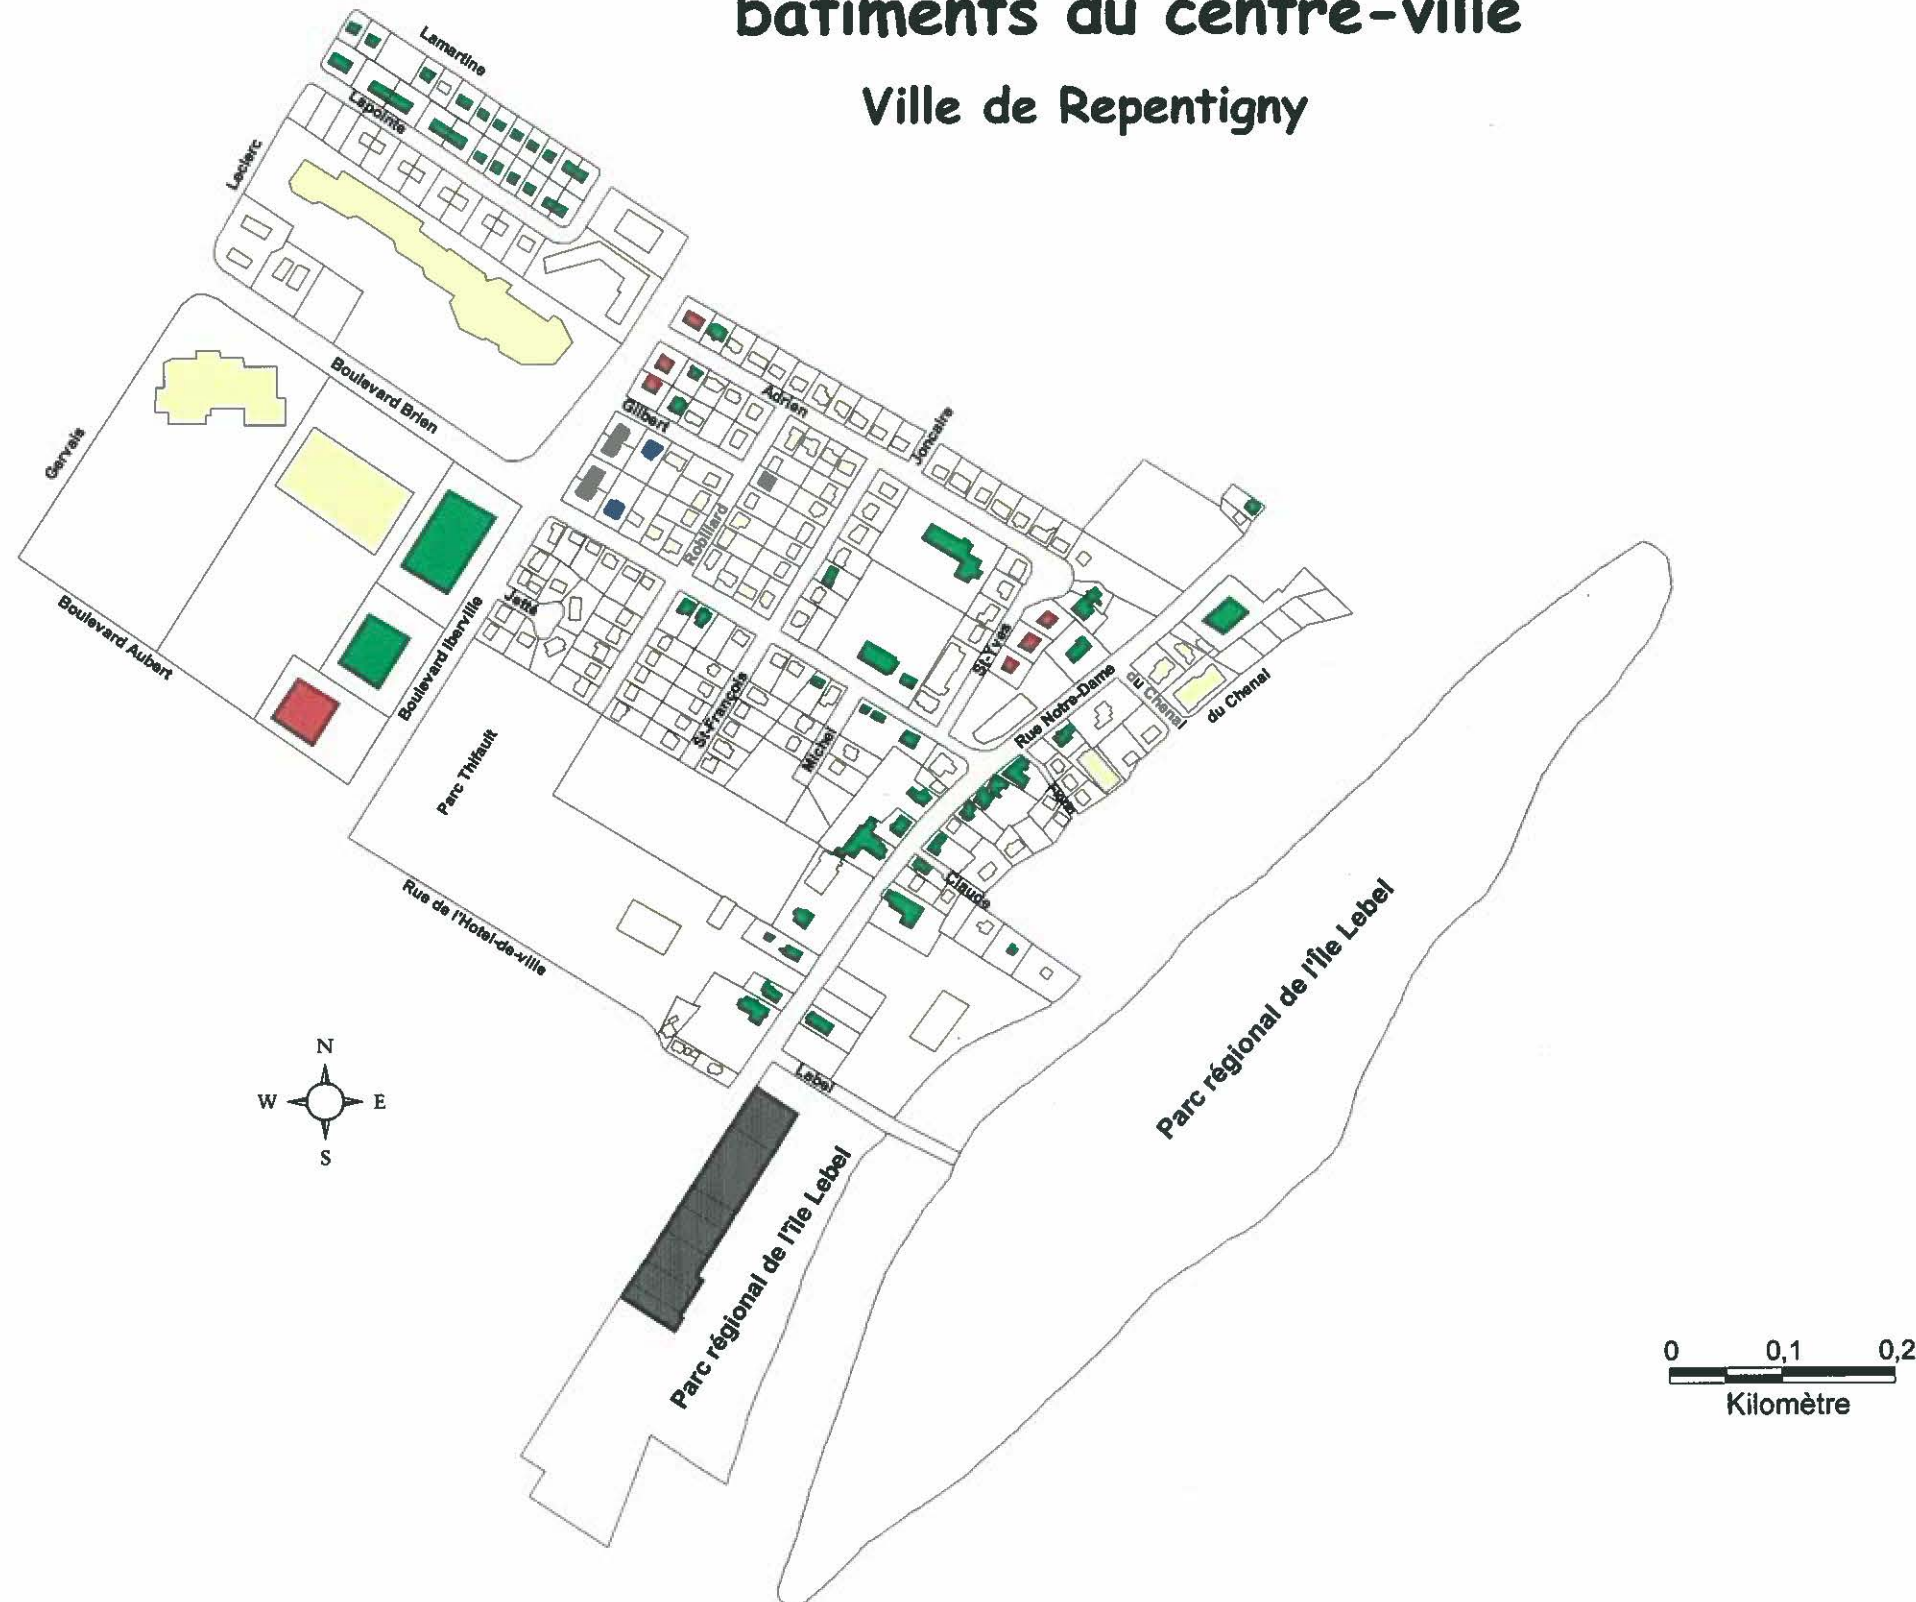 bâtiments du centre-ville
Ville de Repentigny
Lamartine
Lapointe
Leclerc
Boulevard Brien
Gervais
Adrien
Gilbert
Joncaire
Robillard
Jetté
Boulevard Iberville
Boulevard Aubert
St-Yves
Rue Notre-Dame
du Chenal
du Chenal
St-François
Michel
Parc Thifault
Claude
Rue de l'Hotel-de-ville
Parc régional de l'Île Lebel
Lebel
Parc régional de l'Île Lebel
N
W E
S
0 0,1 0,2
Kilomètre